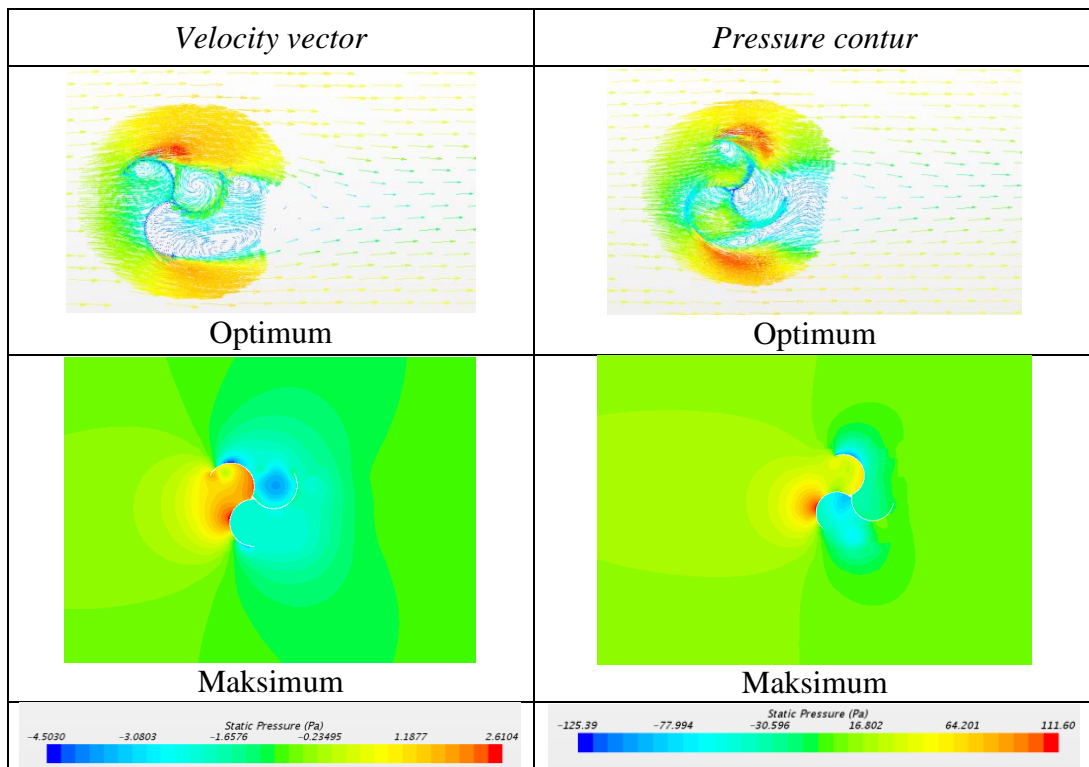 Velocity vector
Pressure contur
Optimum
Optimum
Maksimum
Maksimum
Static Pressure (Pa)
-4.5030 -3.0803 -1.6576 -0.23495 1.1877 2.6104
Static Pressure (Pa)
-125.39 -77.994 -30.596 16.802 64.201 111.60